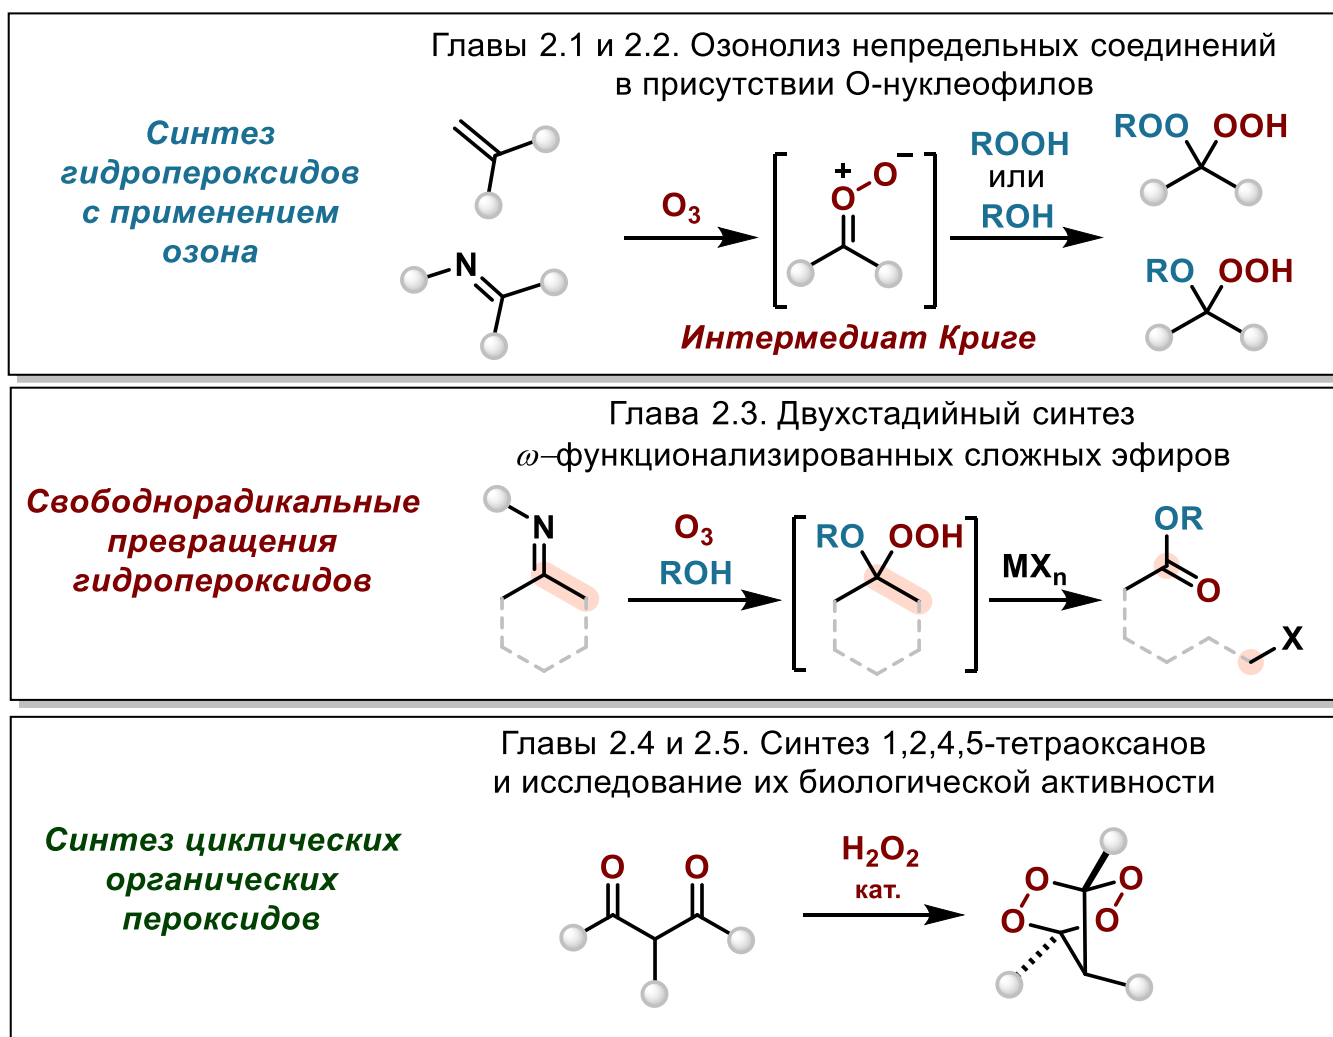 Главы 2.1 и 2.2. Озонолиз непредельных соединений
в присутствии О-нуклеофилов
Синтез
гидропероксидов
с применением
озона
N
O3
+
O
O
−
ROOH
или
ROH
ROO OOH
RO OOH
Интермедиат Криге
Глава 2.3. Двухстадийный синтез
ω–функционализированных сложных эфиров
Свободнорадикальные
превращения
гидропероксидов
N
O3
ROH
RO OOH
MXn
OR
O
X
Главы 2.4 и 2.5. Синтез 1,2,4,5-тетраоксанов
и исследование их биологической активности
Синтез циклических
органических
пероксидов
O O
H2O2
кат.
O O
O O